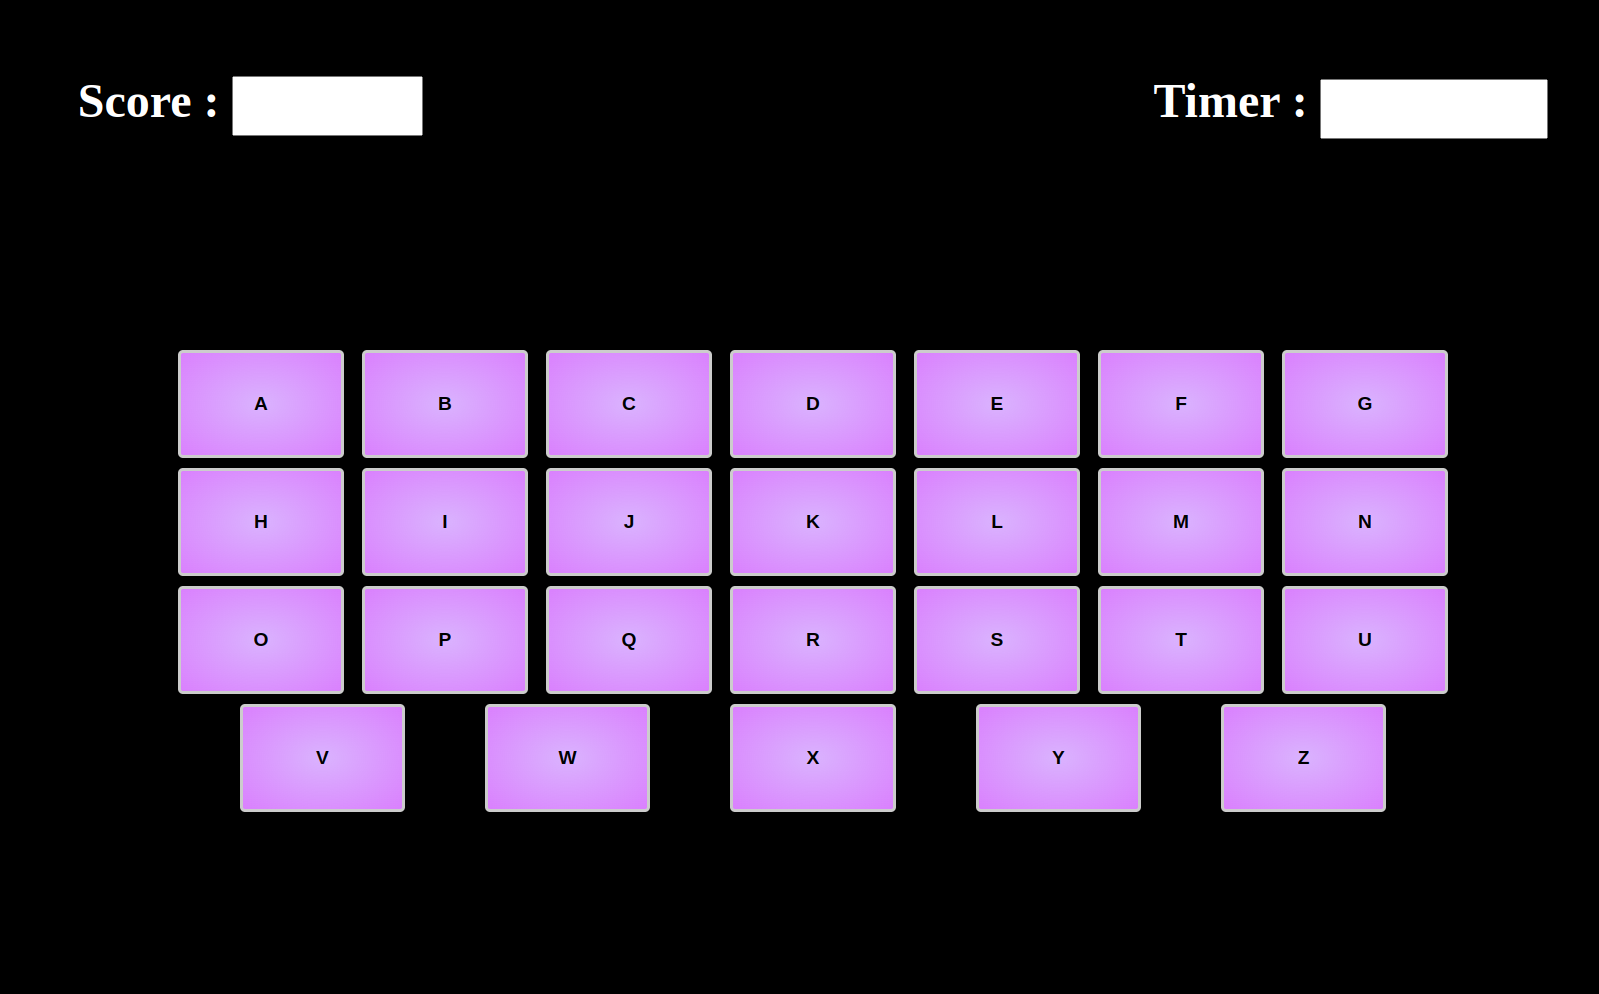 Score : Timer :
A B C D E F G
H I J K L M N
O P Q R S T U
V W X Y Z